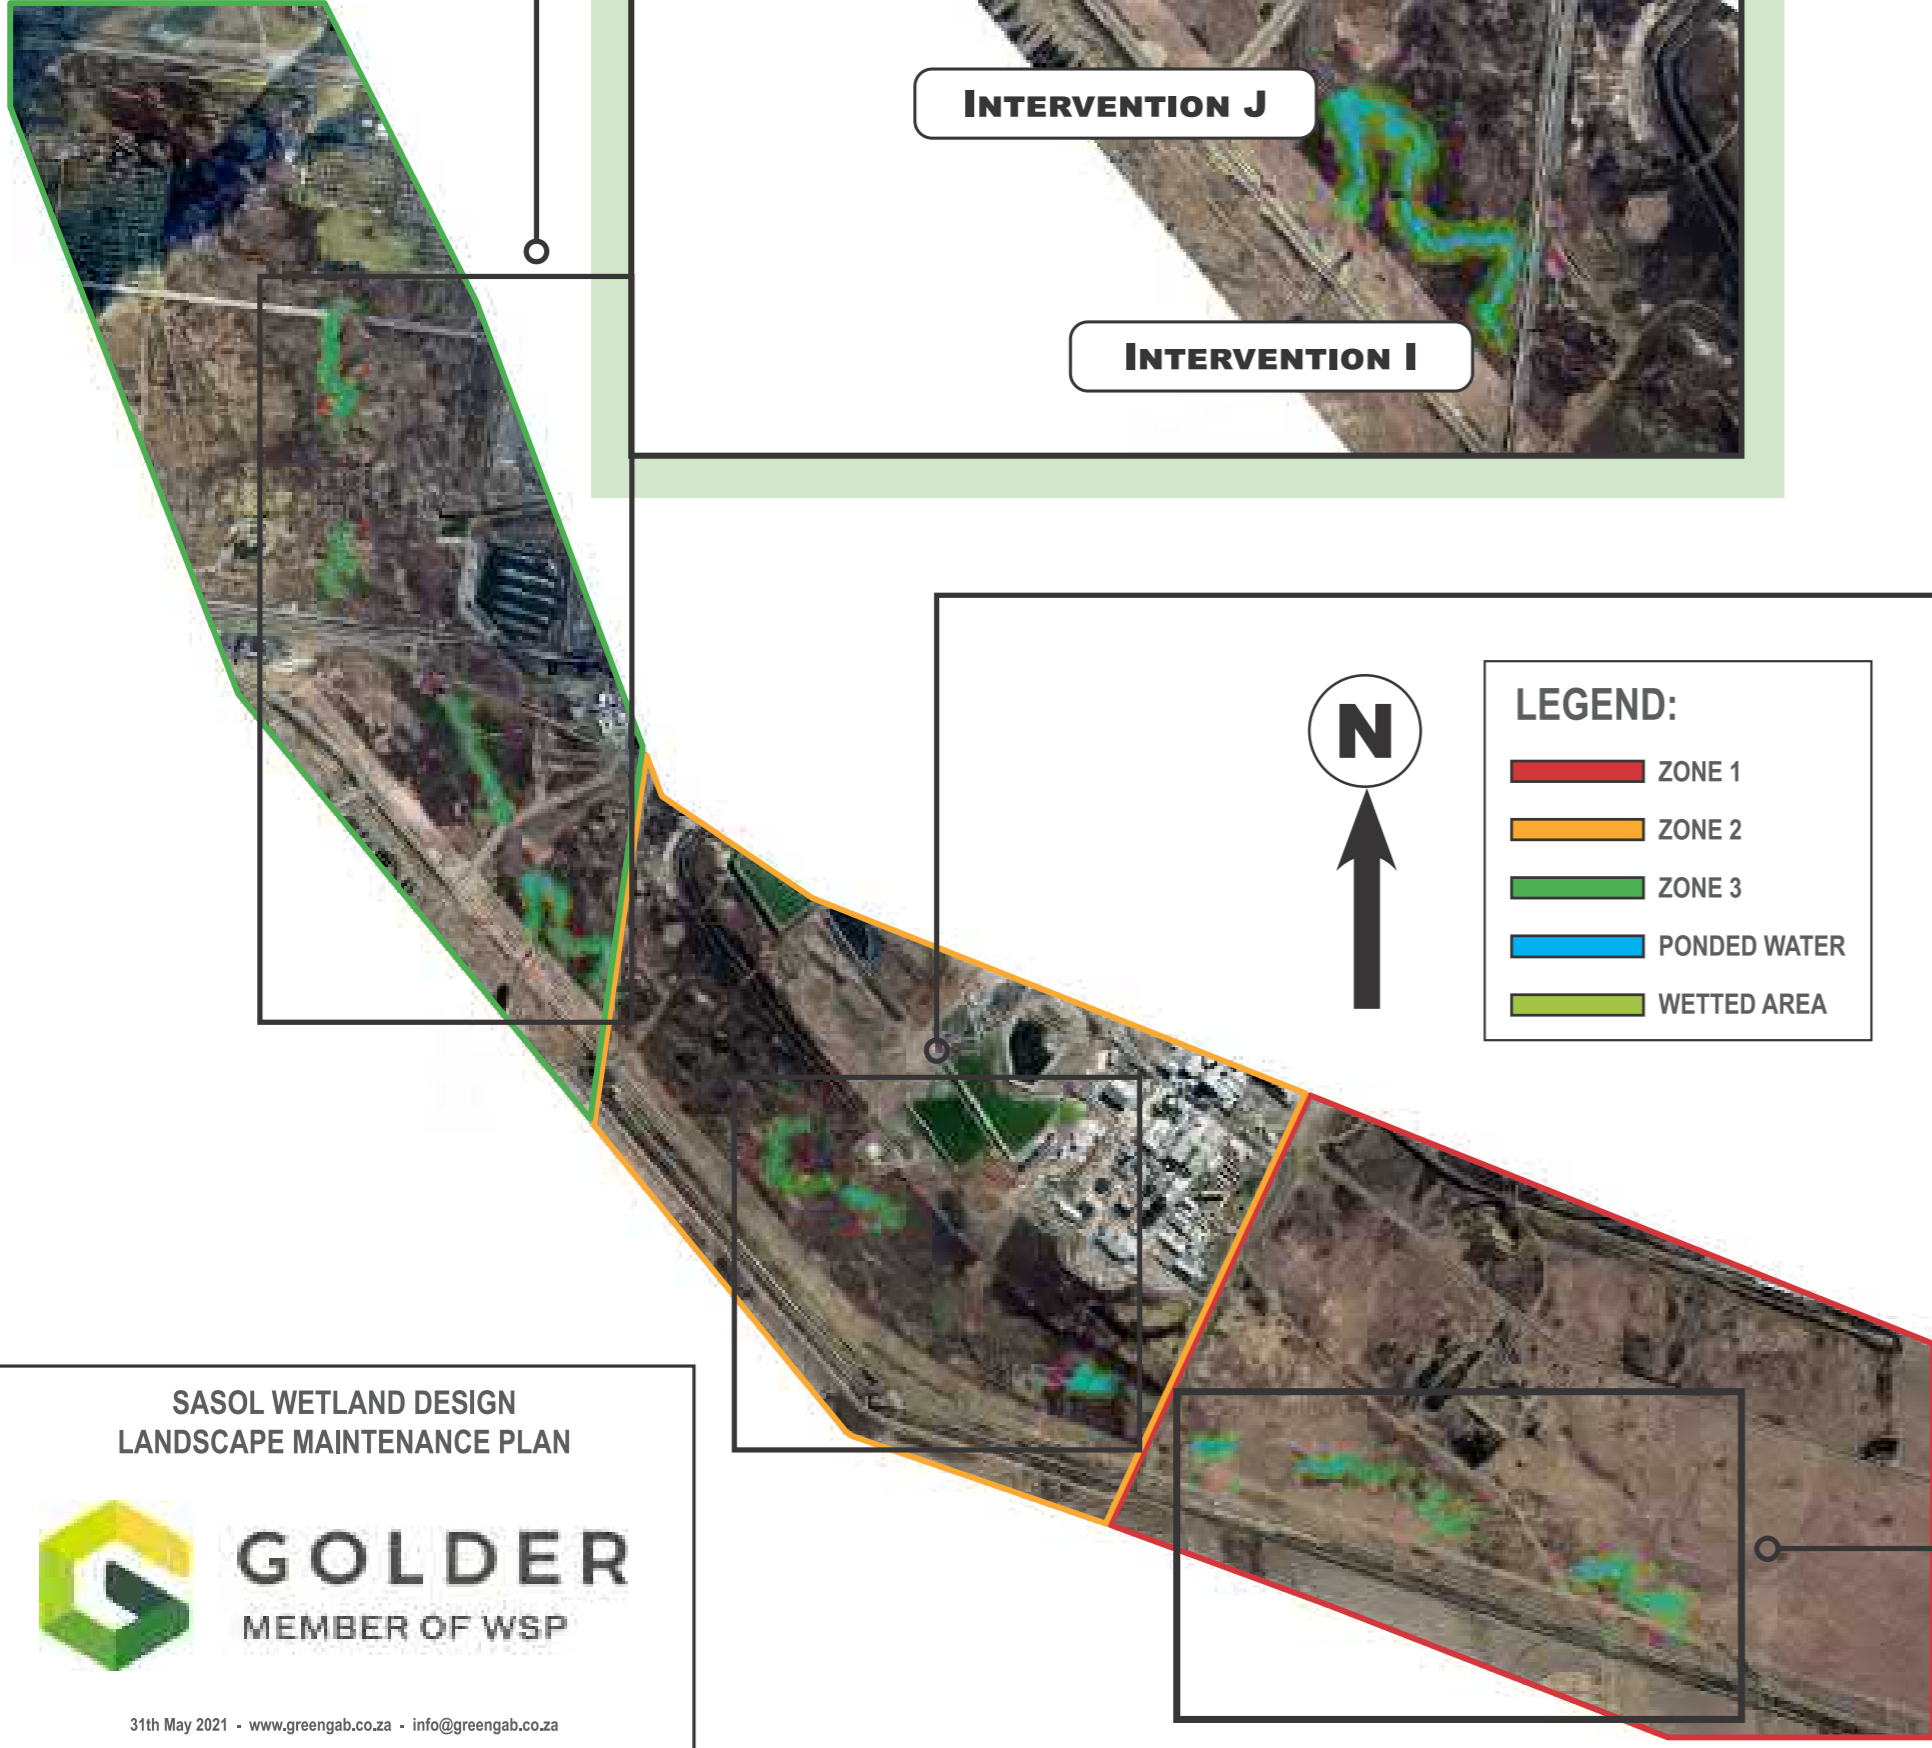 INTERVENTION J
INTERVENTION I
N
LEGEND:
ZONE 1
ZONE 2
ZONE 3
PONDED WATER
WETTED AREA
SASOL WETLAND DESIGN
LANDSCAPE MAINTENANCE PLAN
GOLDER
MEMBER OF WSP
31th May 2021 - www.greengab.co.za - info@greengab.co.za